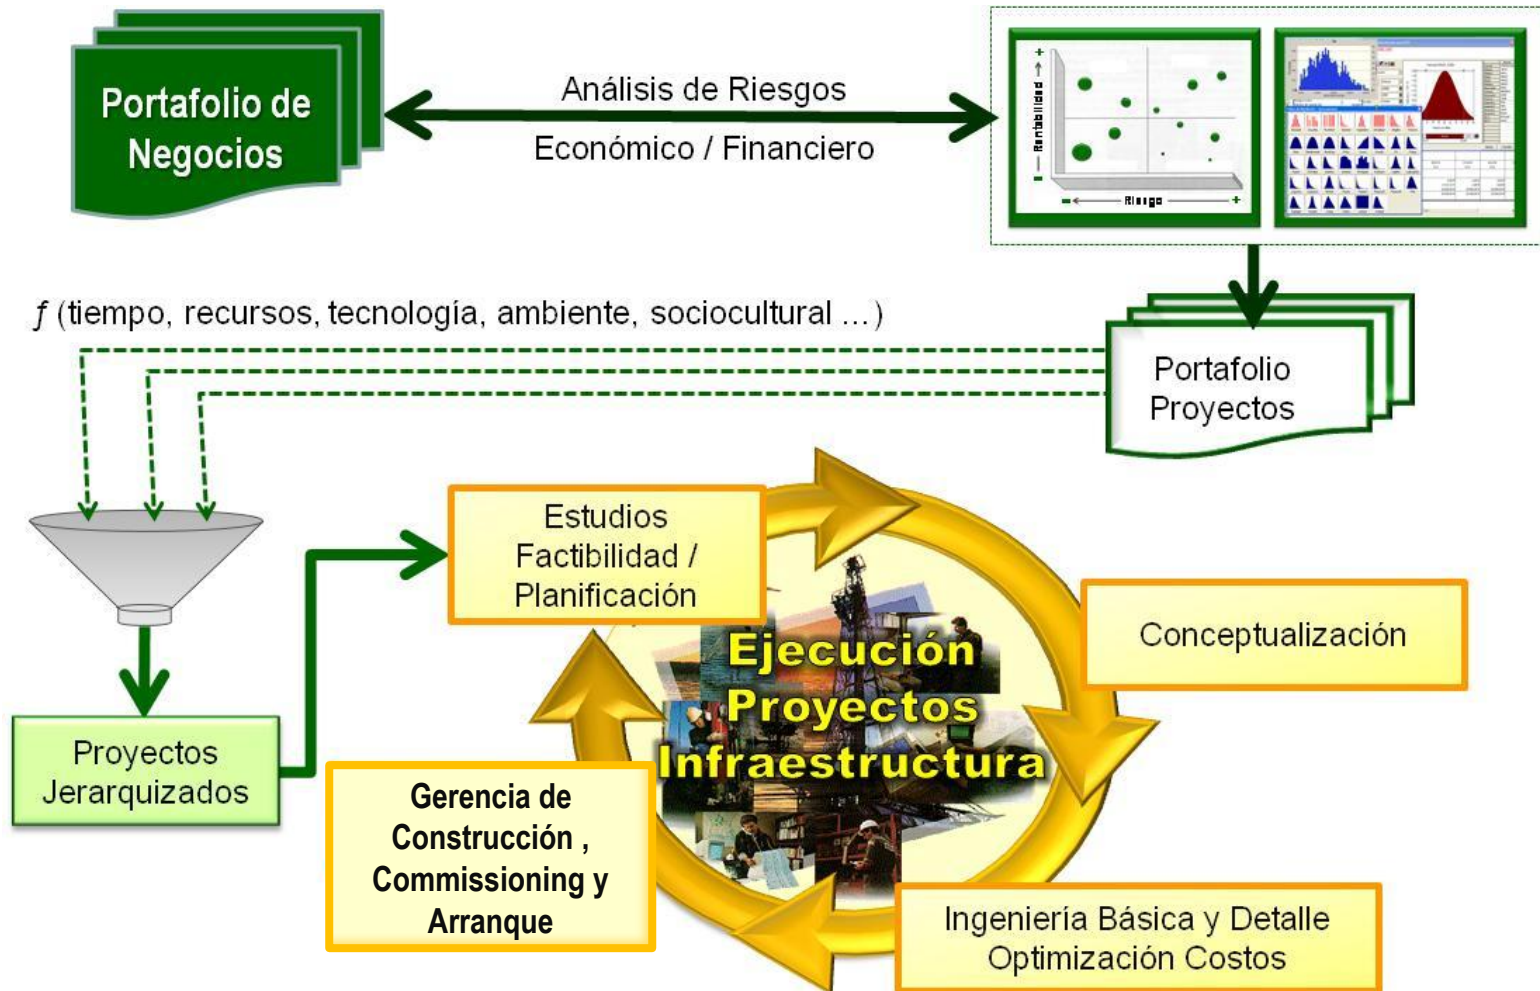 Portafolio de
Negocios
Análisis de Riesgos
Económico / Financiero
+
Rentabilidad
-
- Riesgo +
ƒ (tiempo, recursos, tecnología, ambiente, sociocultural ...)
Portafolio
Proyectos
Estudios
Factibilidad /
Planificación
Conceptualización
Ejecución
Proyectos
Infraestructura
Proyectos
Jerarquizados
Gerencia de
Construcción ,
Commissioning y
Arranque
Ingeniería Básica y Detalle
Optimización Costos